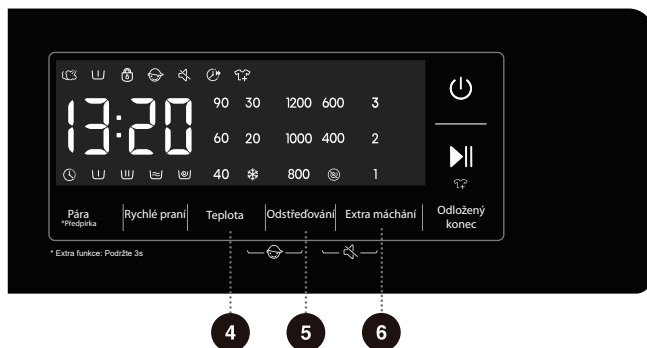 90 30 1200 600 3
13:20
60 20 1000 400 2
40 800 1
Pára
*Předpírka
Rychlé praní
Teplota
Odstřeďování
Extra máchání
Odložený
konec
* Extra funkce: Podržte 3s
4 5 6